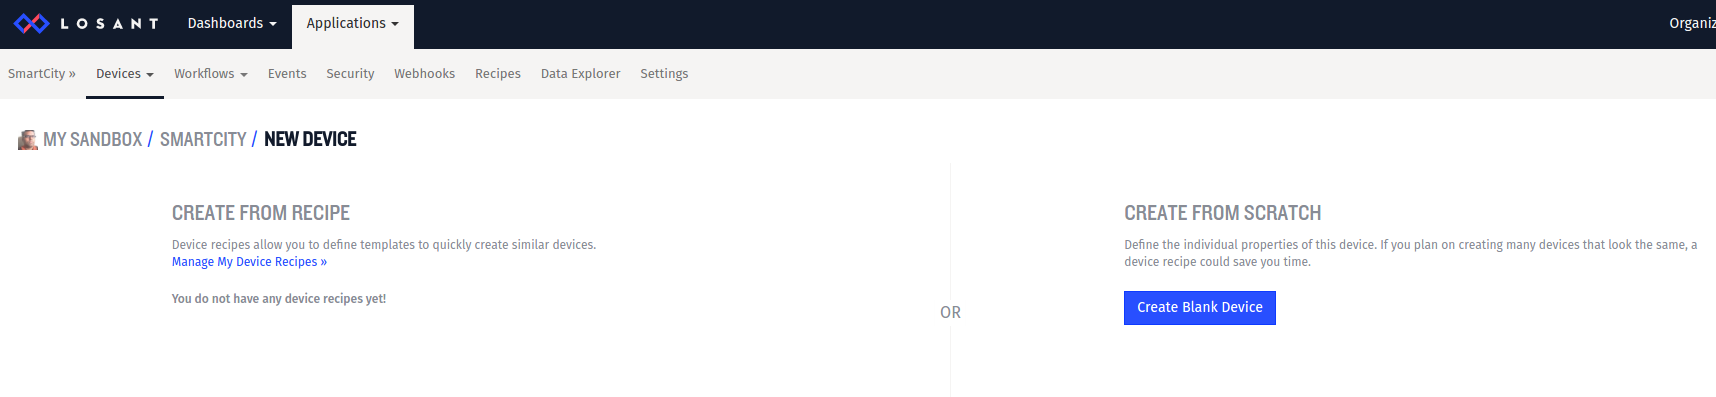 LOSANT Dashboards Applications Organiz
SmartCity » Devices Workflows Events Security Webhooks Recipes Data Explorer Settings
MY SANDBOX / SMARTCITY / NEW DEVICE
CREATE FROM RECIPE
Device recipes allow you to define templates to quickly create similar devices.
Manage My Device Recipes »
You do not have any device recipes yet!
OR
CREATE FROM SCRATCH
Define the individual properties of this device. If you plan on creating many devices that look the same, a
device recipe could save you time.
Create Blank Device